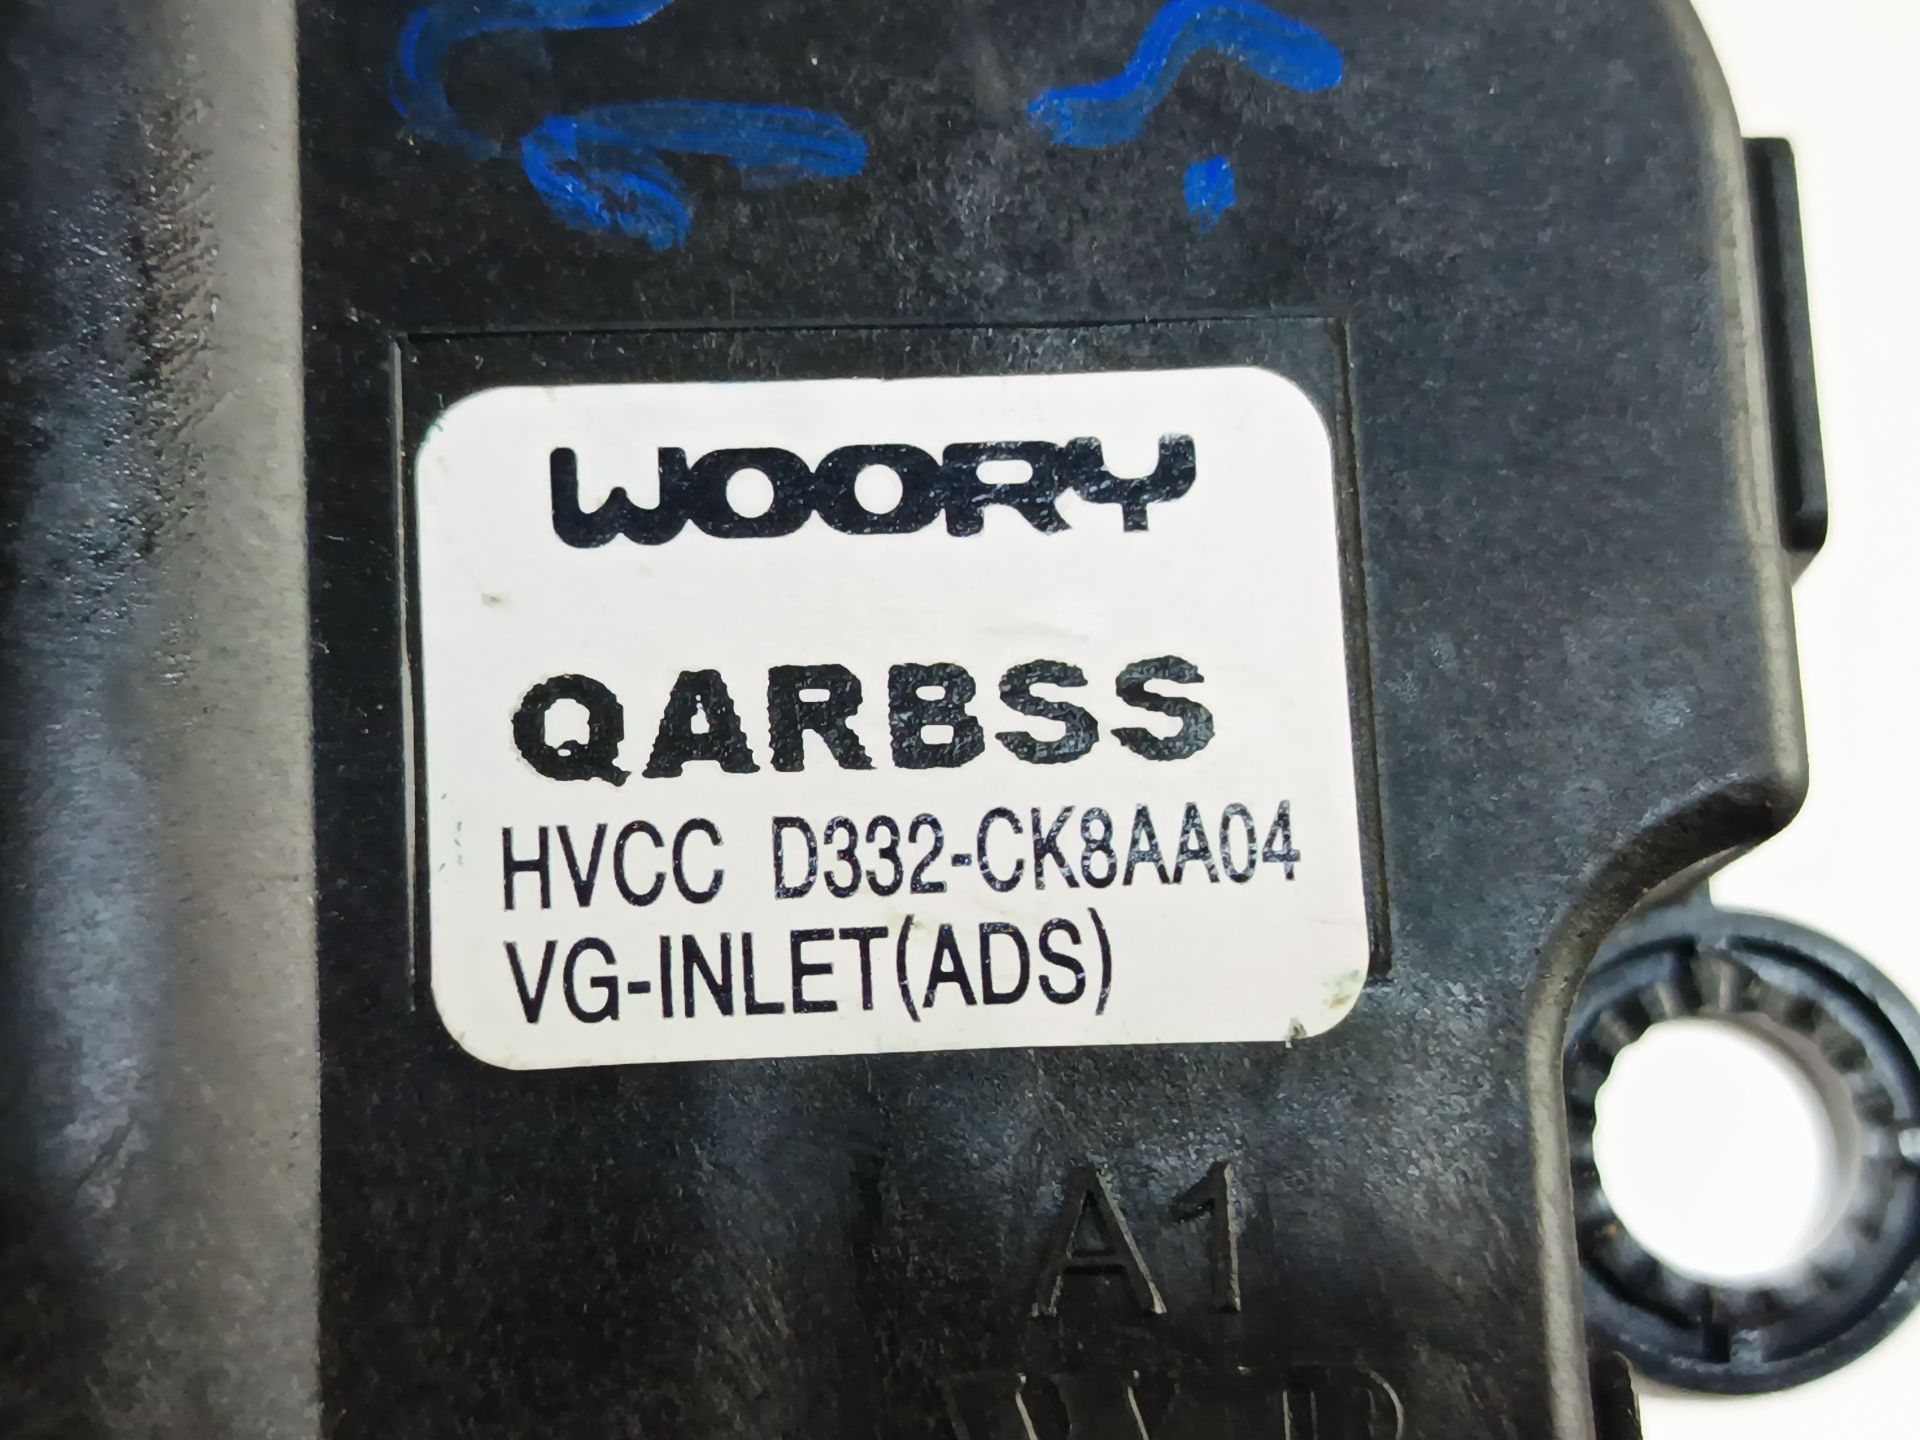 WOORY
QARBSS
HVCC D332-CK8AA04
VG-INLET(ADS)
A1